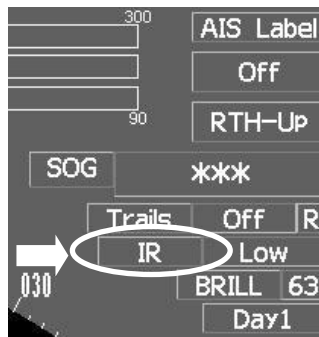 300
AIS Label
Off
90
RTH-Up
SOG ***
Trails Off R
IR Low
030
BRILL 63
Day1